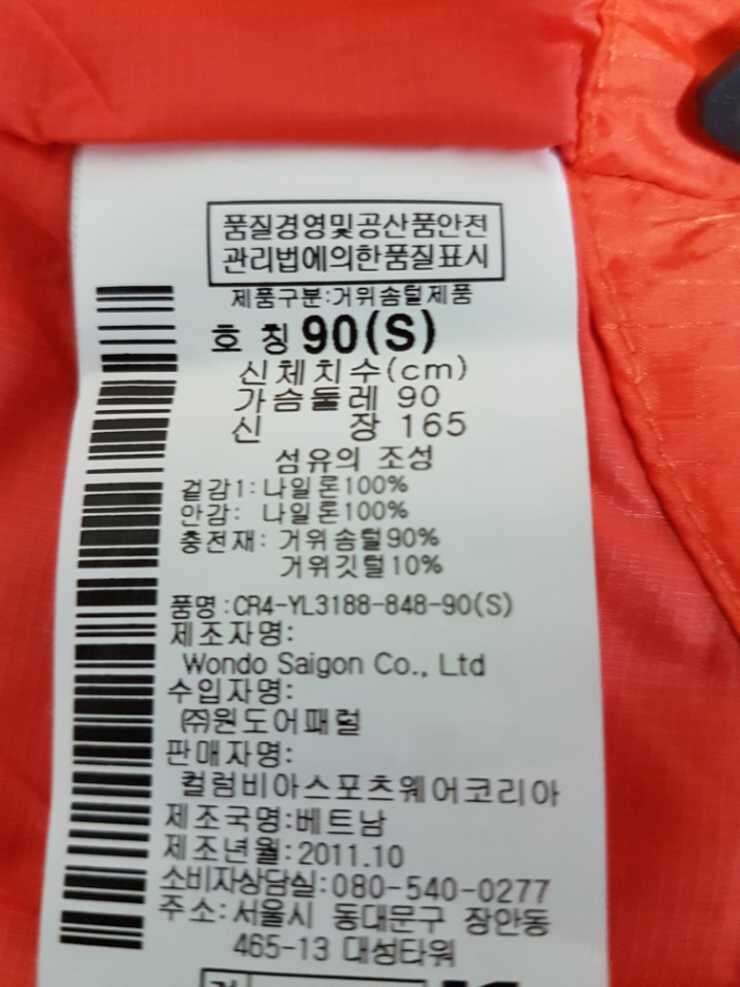 품질경영및공산품안전
관리법에의한품질표시
제품구분:거위솜털제품
호 칭 90(S)
신체치수(cm)
가슴둘레 90
신 장 165
섬유의 조성
겉감1: 나일론100%
안감: 나일론100%
충전재: 거위솜털90%
거위깃털10%
품명:CR4-YL3188-848-90(S)
제조자명:
Wondo Saigon Co., Ltd
수입자명:
㈜원도어패럴
판매자명:
컬럼비아스포츠웨어코리아
제조국명:베트남
제조년월:2011.10
소비자상담실:080-540-0277
주소:서울시 동대문구 장안동
465-13 대성타워